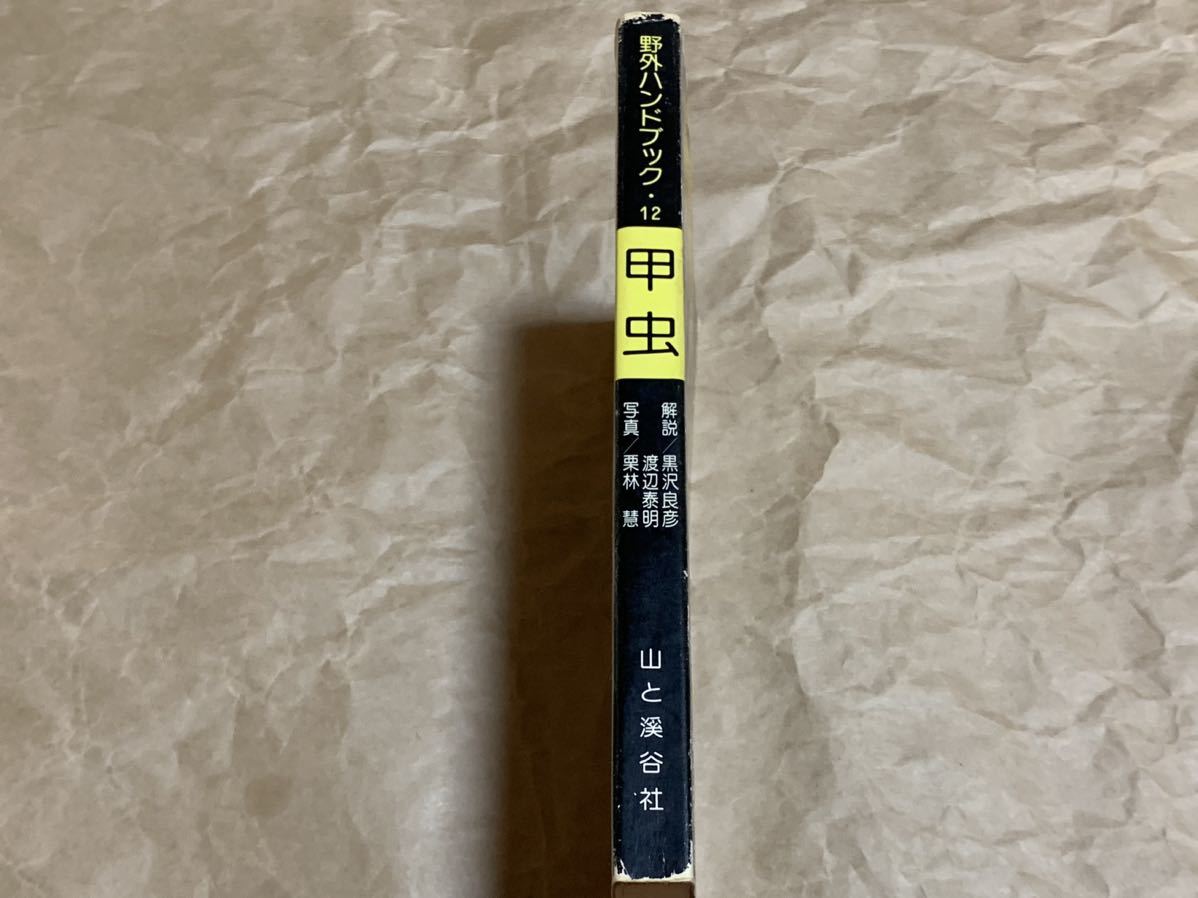 野外ハンドブック・12
甲虫
解説/黒沢良彦
渡辺泰明
写真/栗林 慧
山と溪谷社